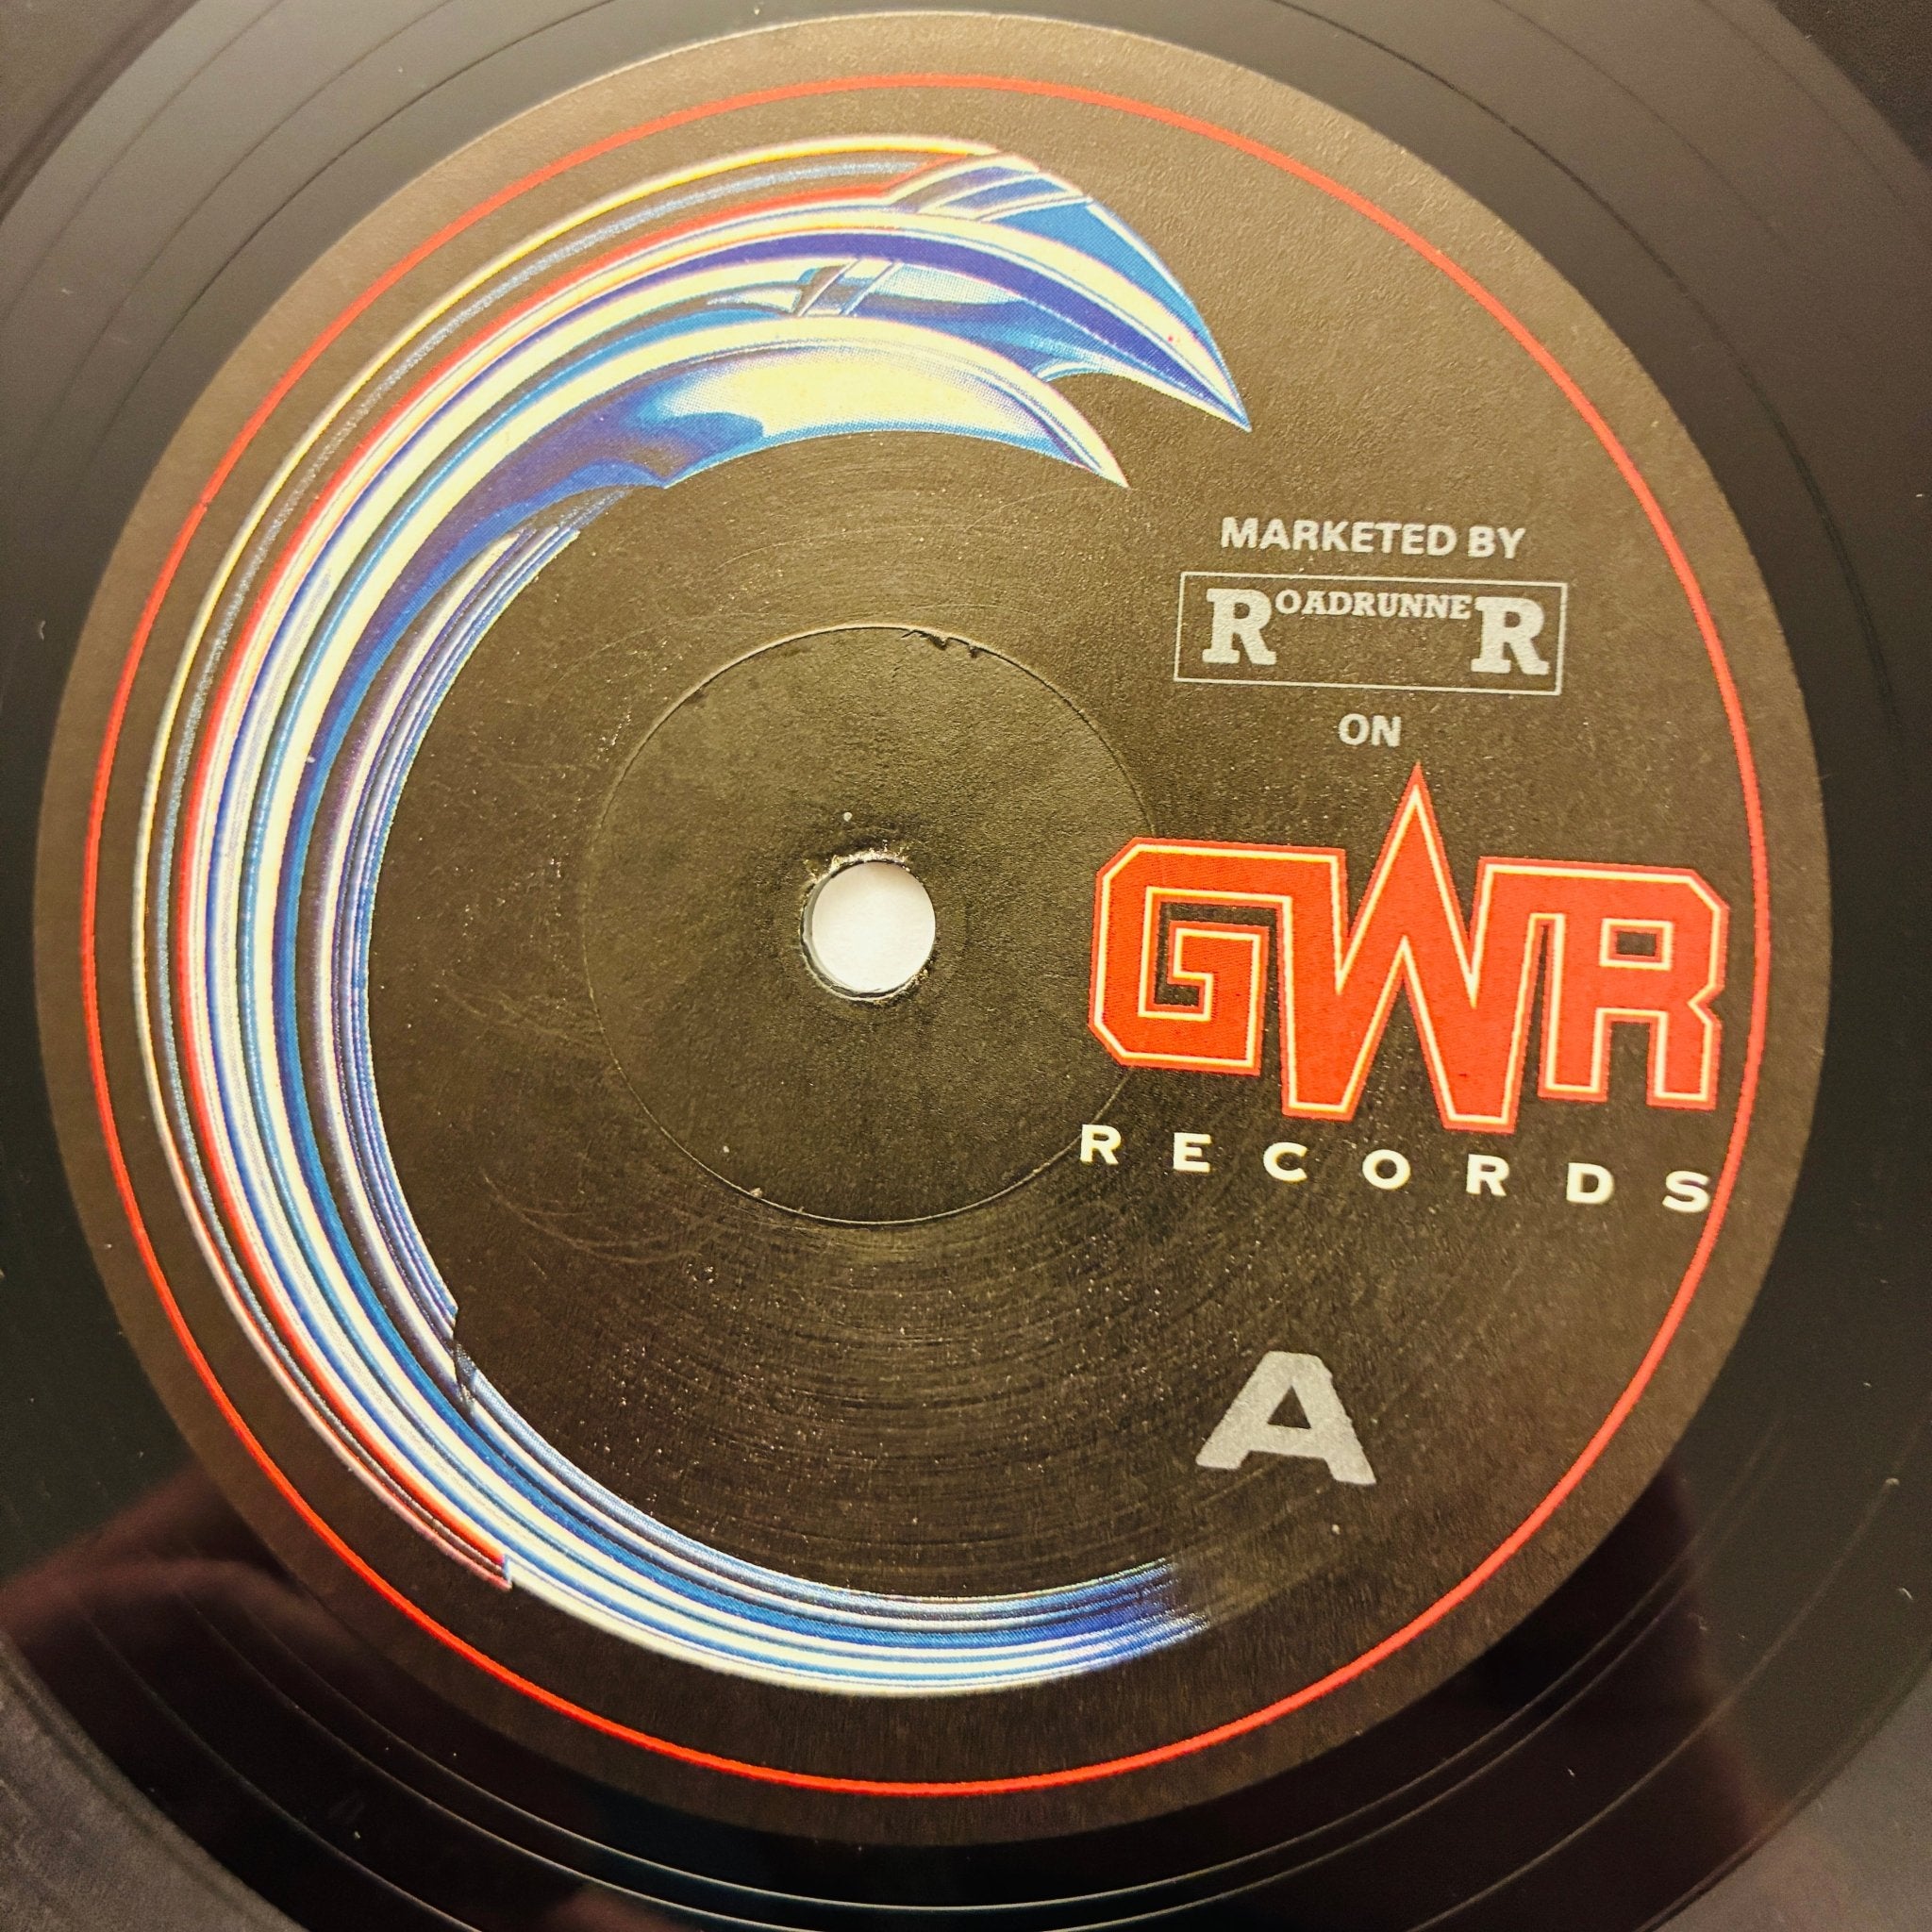 MARKETED BY
ROADRUNNER
ON
GWR
RECORDS
A